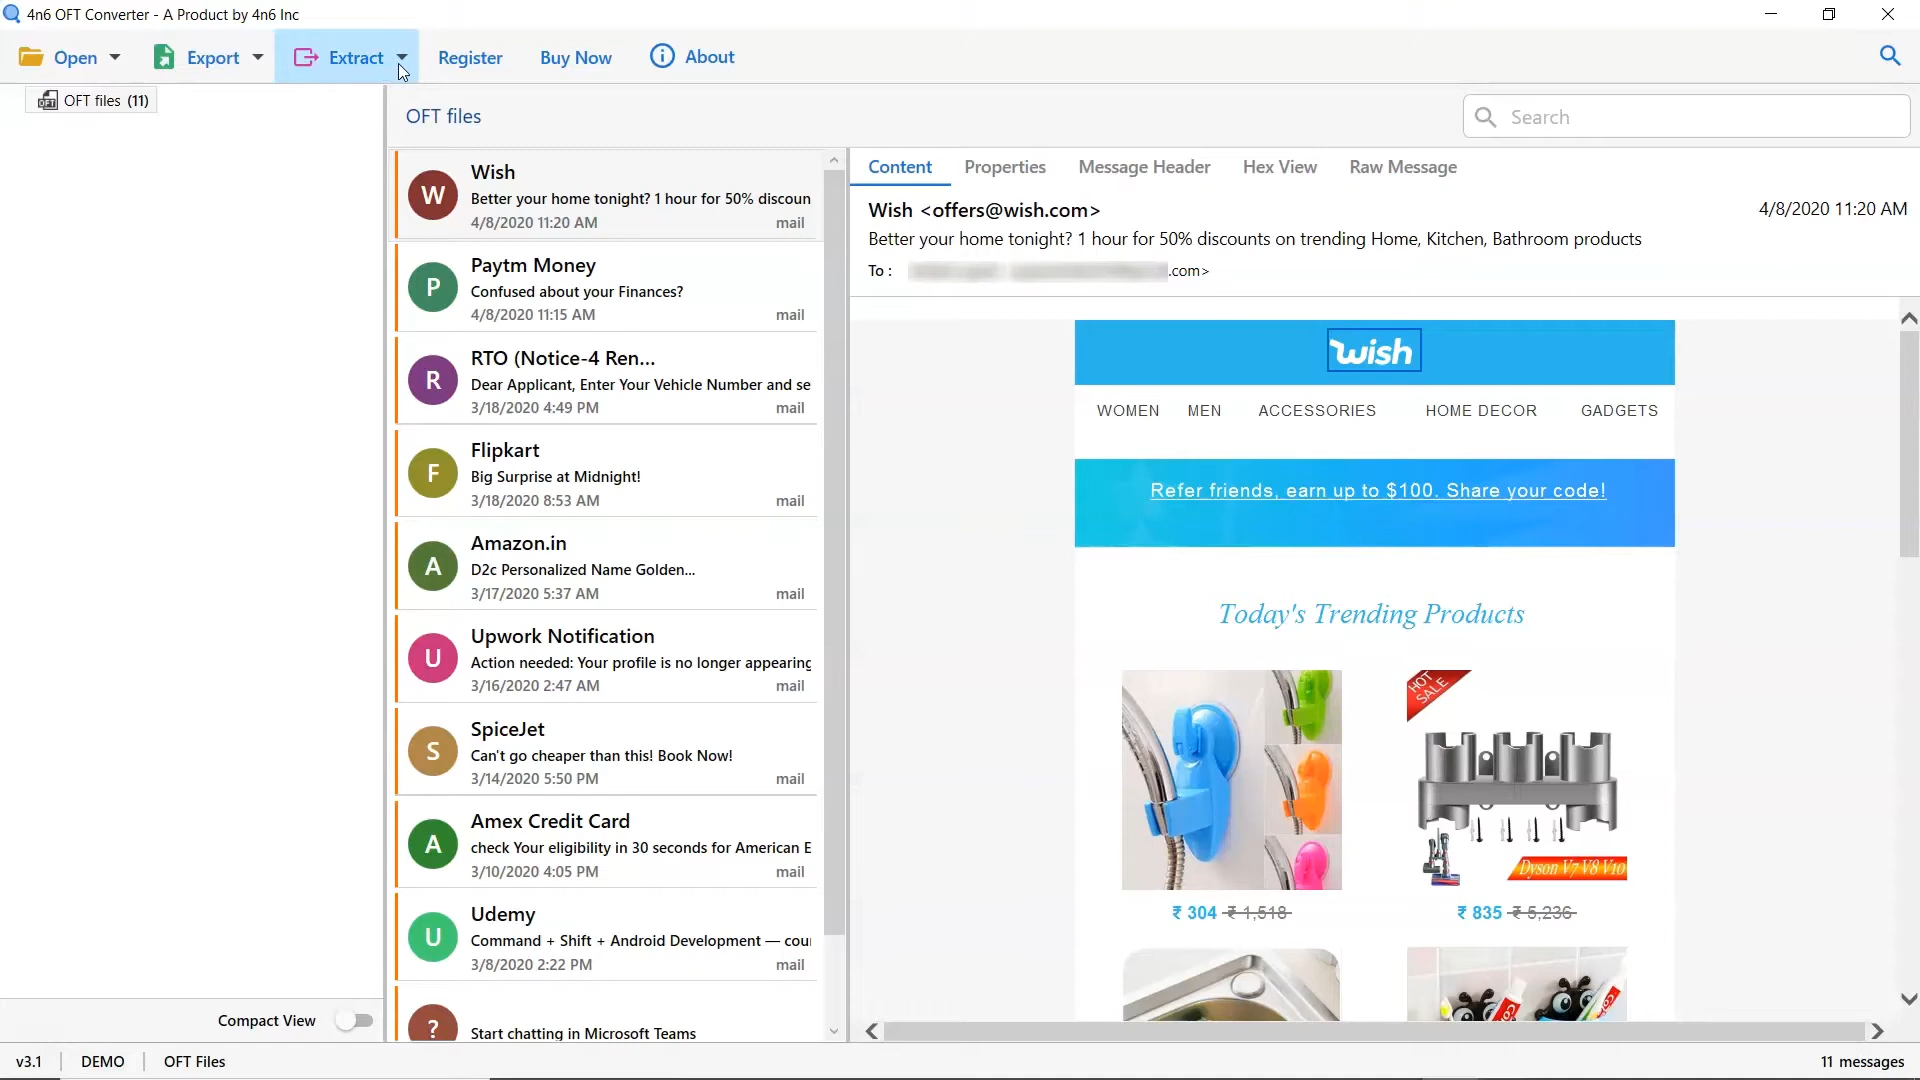 4n6 OFT Converter - A Product by 4n6 Inc
Open
Export
Extract
Register
Buy Now
About
OFT files (11)
OFT files
Search
W
Wish
Better your home tonight? 1 hour for 50% discoun
4/8/2020 11:20 AM
mail
P
Paytm Money
Confused about your Finances?
4/8/2020 11:15 AM
mail
R
RTO (Notice-4 Ren...
Dear Applicant, Enter Your Vehicle Number and se
3/18/2020 4:49 PM
mail
F
Flipkart
Big Surprise at Midnight!
3/18/2020 8:53 AM
mail
A
Amazon.in
D2c Personalized Name Golden...
3/17/2020 5:37 AM
mail
U
Upwork Notification
Action needed: Your profile is no longer appearing
3/16/2020 2:47 AM
mail
S
SpiceJet
Can't go cheaper than this! Book Now!
3/14/2020 5:50 PM
mail
A
Amex Credit Card
check Your eligibility in 30 seconds for American E
3/10/2020 4:05 PM
mail
U
Udemy
Command + Shift + Android Development — cou
3/8/2020 2:22 PM
mail
?
Start chatting in Microsoft Teams
Content Properties Message Header Hex View Raw Message
Wish <offers@wish.com>
4/8/2020 11:20 AM
Better your home tonight? 1 hour for 50% discounts on trending Home, Kitchen, Bathroom products
To : .com>
wish
WOMEN MEN ACCESSORIES HOME DECOR GADGETS
Refer friends, earn up to $100. Share your code!
Today's Trending Products
HOT
SALE
Dyson V7 V8 V10
₹ 304 ₹ 1,518
₹ 835 ₹ 5,236
Compact View
v3.1
DEMO
OFT Files
11 messages